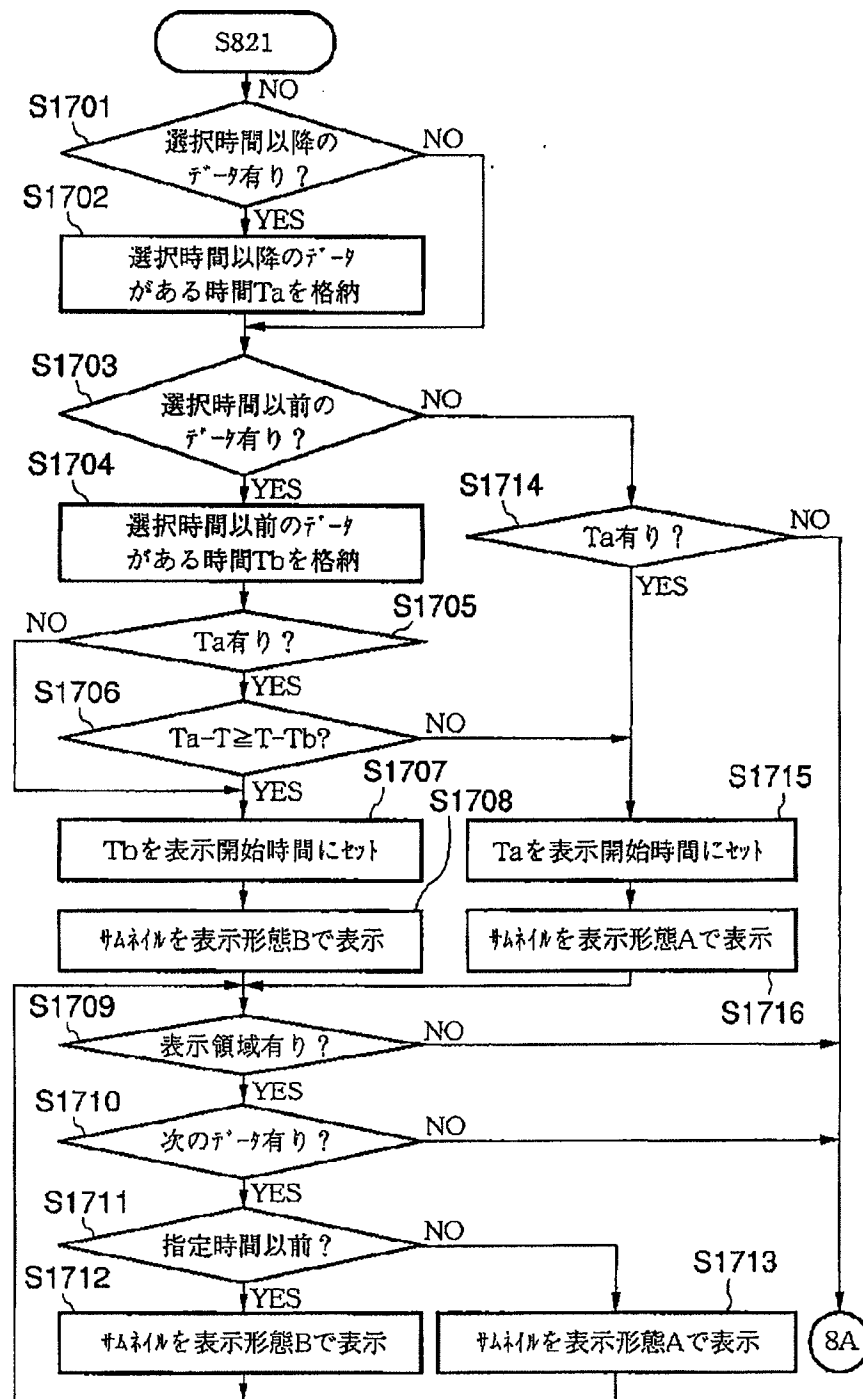 S821
NO
S1701
選択時間以降の
データ有り?
NO
S1702
YES
選択時間以降のデータ
がある時間Taを格納
S1703
選択時間以前の
データ有り?
NO
S1704
YES
選択時間以前のデータ
がある時間Tbを格納
S1714
Ta有り?
NO
YES
S1705
NO
Ta有り?
YES
S1706
Ta-T≧T-Tb?
NO
YES
S1707
S1708
S1715
Tbを表示開始時間にセット
Taを表示開始時間にセット
サムネイルを表示形態Bで表示
サムネイルを表示形態Aで表示
S1716
S1709
表示領域有り?
NO
YES
S1710
次のデータ有り?
NO
YES
S1711
指定時間以前?
NO
S1712
YES
S1713
サムネイルを表示形態Bで表示
サムネイルを表示形態Aで表示
8A